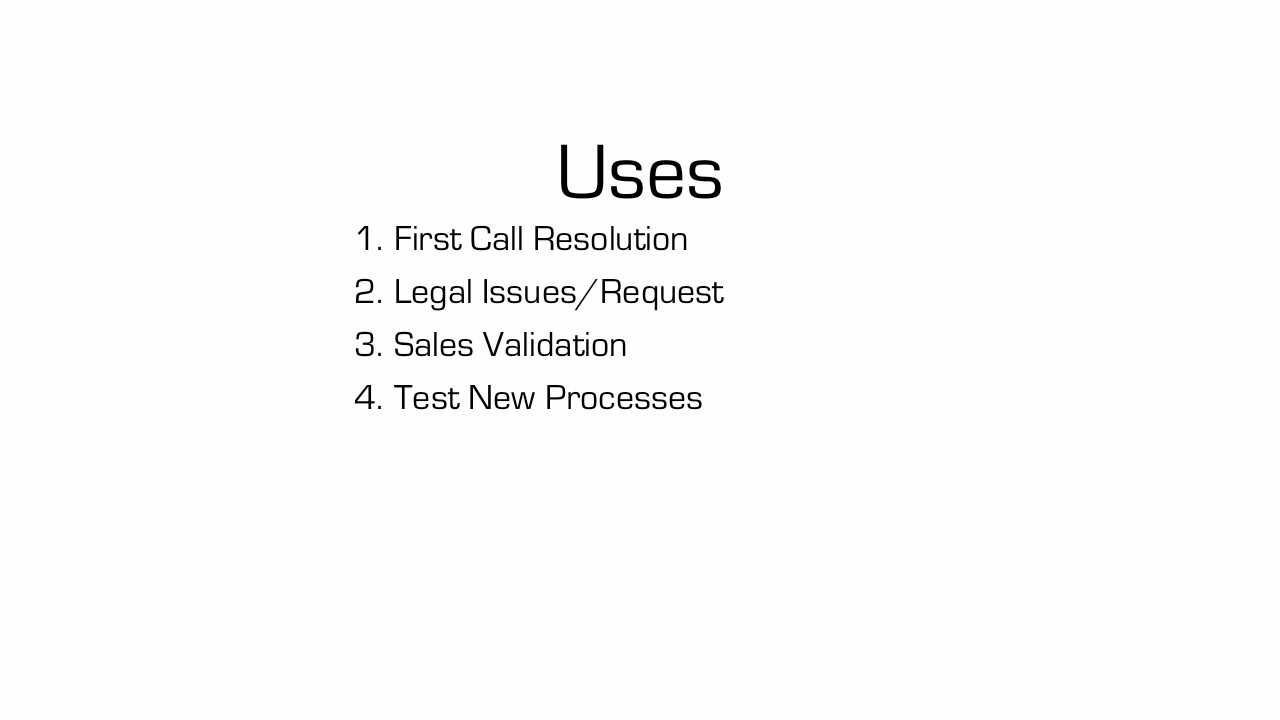 Uses
1. First Call Resolution
2. Legal Issues/Request
3. Sales Validation
4. Test New Processes